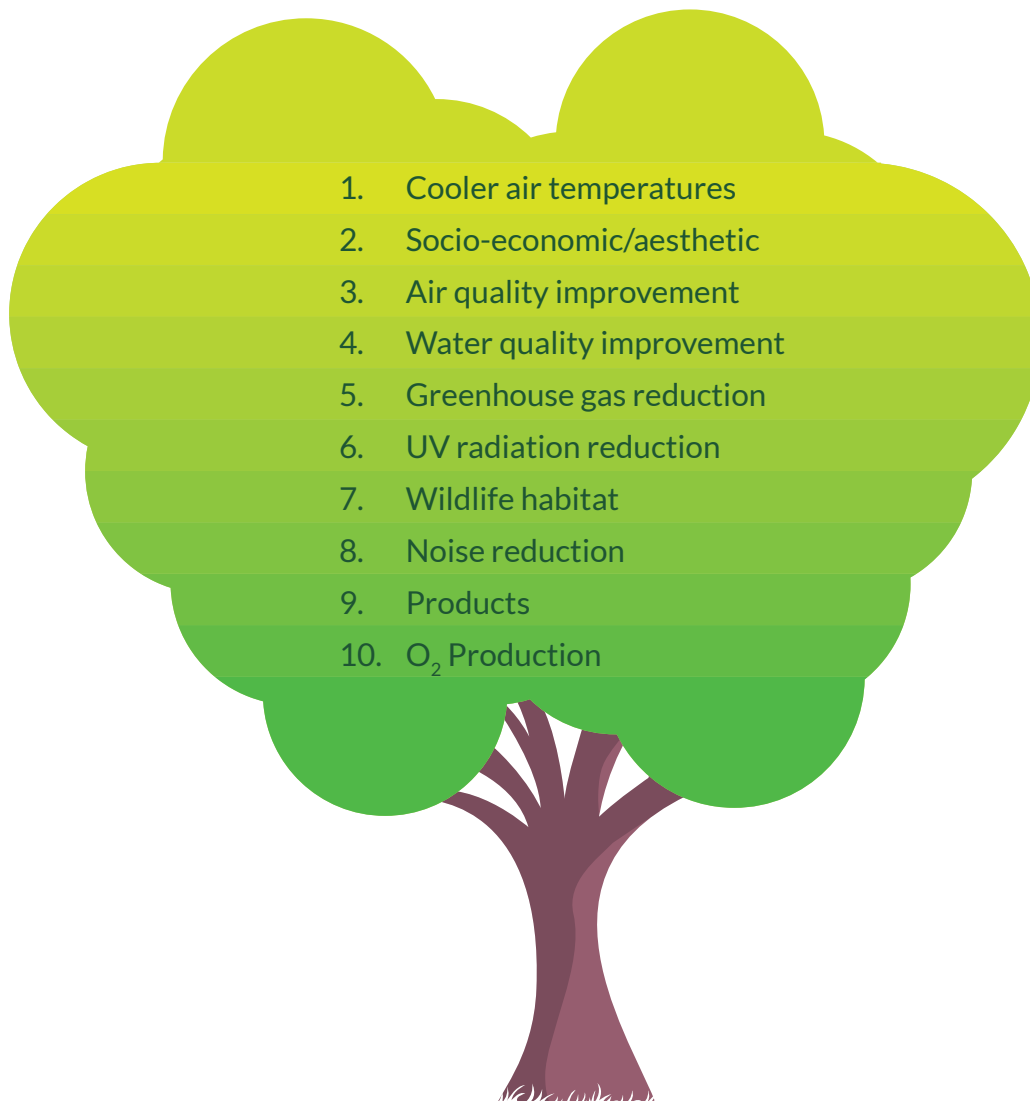 1. Cooler air temperatures
2. Socio-economic/aesthetic
3. Air quality improvement
4. Water quality improvement
5. Greenhouse gas reduction
6. UV radiation reduction
7. Wildlife habitat
8. Noise reduction
9. Products
10. O₂ Production